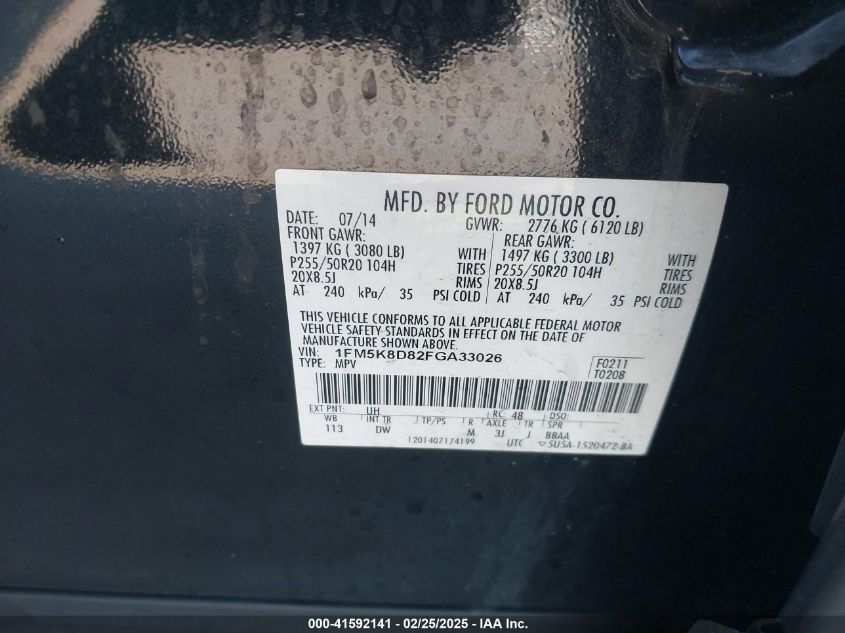 MFD. BY FORD MOTOR CO.
DATE: 07/14 GVWR: 2776 KG ( 6120 LB)
FRONT GAWR: REAR GAWR:
1397 KG ( 3080 LB) WITH 1497 KG ( 3300 LB) WITH
P255/50R20 104H TIRES P255/50R20 104H TIRES
20X8.5J RIMS 20X8.5J RIMS
AT 240 kPa/ 35 PSI COLD AT 240 kPa/ 35 PSI COLD
THIS VEHICLE CONFORMS TO ALL APPLICABLE FEDERAL MOTOR
VEHICLE SAFETY STANDARDS IN EFFECT ON THE DATE OF
MANUFACTURE SHOWN ABOVE.
VIN: 1FM5K8D82FGA33026 F0211
TYPE: MPV T0208
EXT PNT: UH RC: 48 DSO:
WB INT TR TP/PS R AXLE TR SPR
113 DW M 3J J BBAA
1201407174199 UTC ▽5U5A-1520472-BA
000-41592141 - 02/25/2025 - IAA Inc.